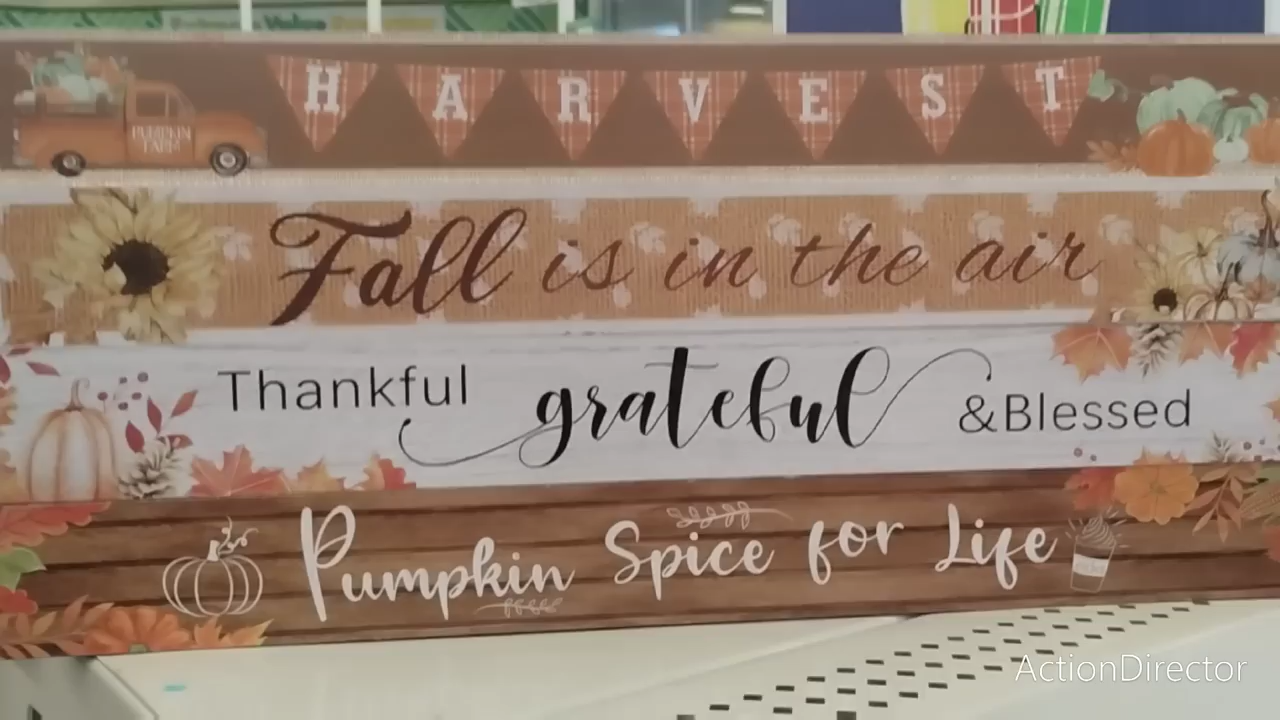 HARVEST
PUMPKIN
FARM
Fall is in the air
Thankful grateful &Blessed
Pumpkin Spice for Life
ActionDirector